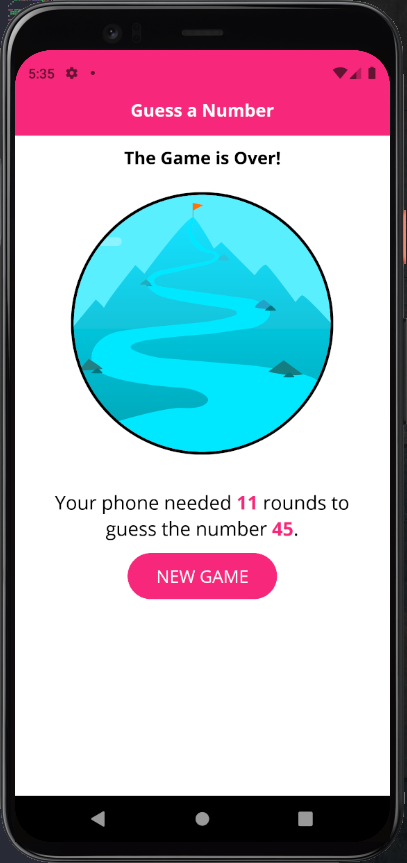 5:35
Guess a Number
The Game is Over!
Your phone needed 11 rounds to
guess the number 45.
NEW GAME